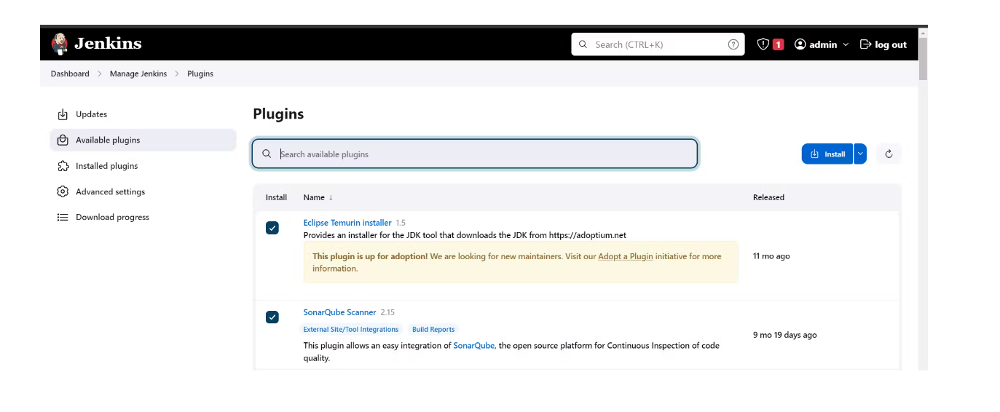 Jenkins
Search (CTRL+K)
1
admin
log out
Dashboard
Manage Jenkins
Plugins
Updates
Available plugins
Installed plugins
Advanced settings
Download progress
Plugins
Search available plugins
Install
Install
Name ↓
Released
Eclipse Temurin installer 1.5
Provides an installer for the JDK tool that downloads the JDK from https://adoptium.net
This plugin is up for adoption! We are looking for new maintainers. Visit our Adopt a Plugin initiative for more
information.
11 mo ago
SonarQube Scanner 2.15
External Site/Tool Integrations
Build Reports
This plugin allows an easy integration of SonarQube, the open source platform for Continuous Inspection of code
quality.
9 mo 19 days ago